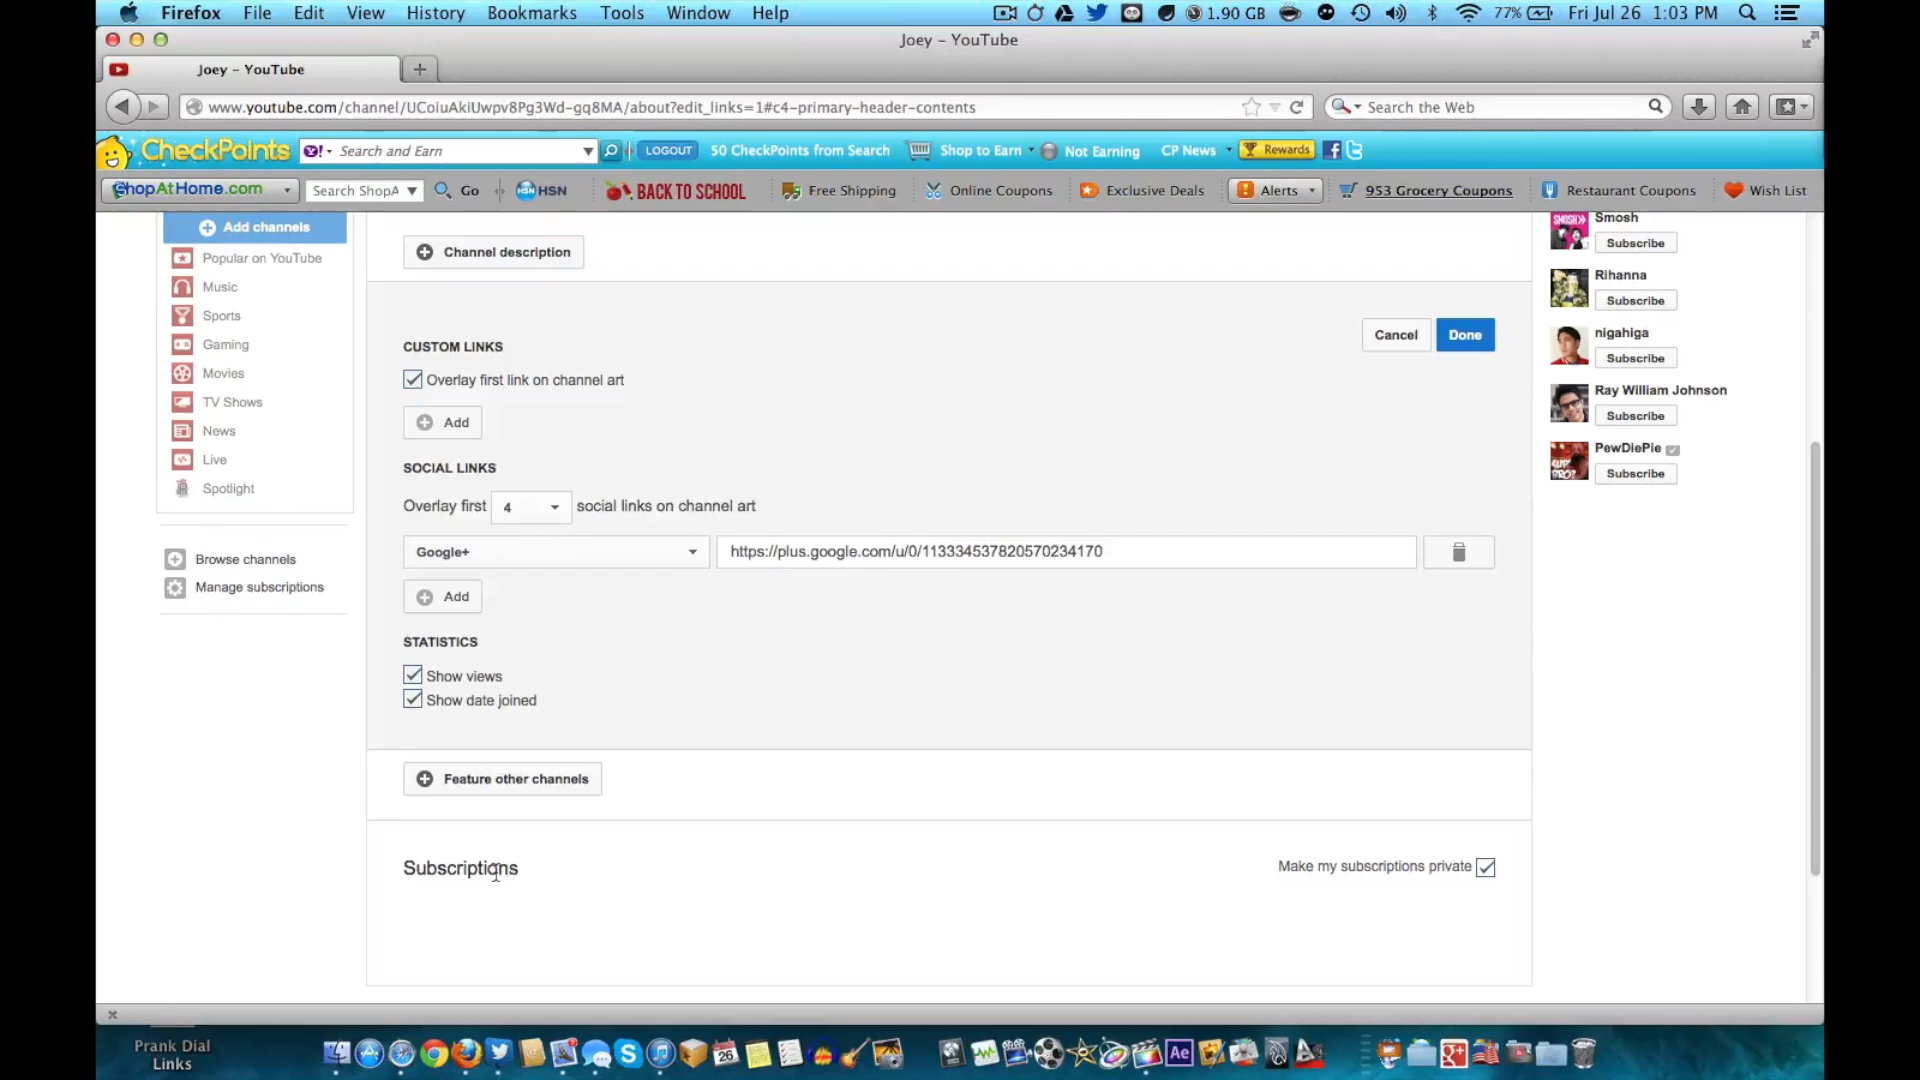 Firefox File Edit View History Bookmarks Tools Window Help 1.90 GB 77% Fri Jul 26 1:03 PM
Joey – YouTube
Joey – YouTube
www.youtube.com/channel/UCoiuAkiUwpv8Pg3Wd-gq8MA/about?edit_links=1#c4-primary-header-contents Search the Web
CheckPoints Y! Search and Earn LOGOUT 50 CheckPoints from Search Shop to Earn Not Earning CP News Rewards
ShopAtHome.com Search ShopA Go HSN HSN BACK TO SCHOOL Free Shipping Online Coupons Exclusive Deals Alerts 953 Grocery Coupons Restaurant Coupons Wish List
Add channels
Popular on YouTube
Music
Sports
Gaming
Movies
TV Shows
News
Live
Spotlight
Browse channels
Manage subscriptions
Channel description
Cancel Done
CUSTOM LINKS
Overlay first link on channel art
Add
SOCIAL LINKS
Overlay first 4 social links on channel art
Google+ https://plus.google.com/u/0/113334537820570234170
Add
STATISTICS
Show views
Show date joined
Feature other channels
Subscriptions Make my subscriptions private
SMOSH
Smosh
Subscribe
Rihanna
Subscribe
nigahiga
Subscribe
Ray William Johnson
Subscribe
PewDiePie
Subscribe
Prank Dial
Links
26
Ae
g+